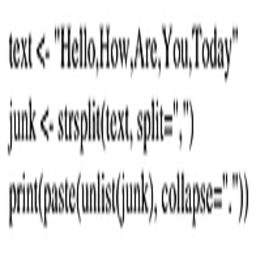 text <- "Hello,How,Are,You,Today"
junk <- strsplit(text, split=",")
print(paste(unlist(junk), collapse="."))